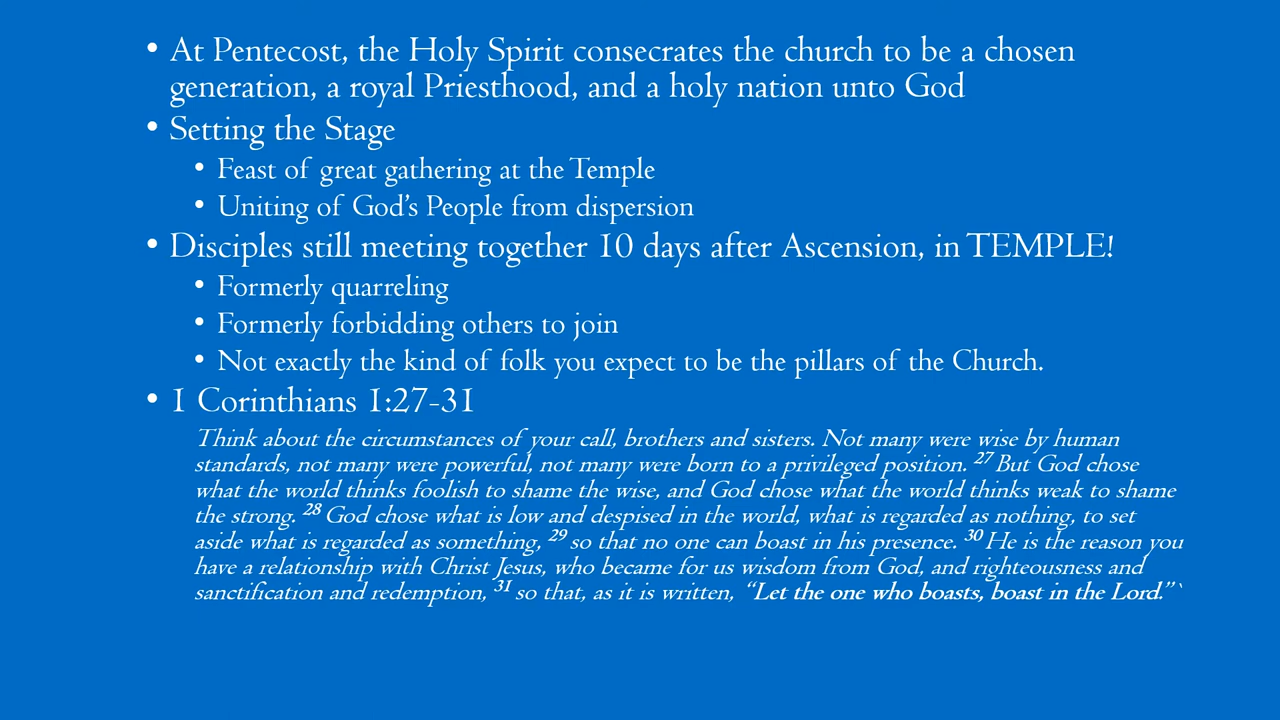 • At Pentecost, the Holy Spirit consecrates the church to be a chosen
generation, a royal Priesthood, and a holy nation unto God
• Setting the Stage
• Feast of great gathering at the Temple
• Uniting of God's People from dispersion
• Disciples still meeting together 10 days after Ascension, in TEMPLE!
• Formerly quarreling
• Formerly forbidding others to join
• Not exactly the kind of folk you expect to be the pillars of the Church.
• 1 Corinthians 1:27-31
Think about the circumstances of your call, brothers and sisters. Not many were wise by human
standards, not many were powerful, not many were born to a privileged position. 27 But God chose
what the world thinks foolish to shame the wise, and God chose what the world thinks weak to shame
the strong. 28 God chose what is low and despised in the world, what is regarded as nothing, to set
aside what is regarded as something, 29 so that no one can boast in his presence. 30 He is the reason you
have a relationship with Christ Jesus, who became for us wisdom from God, and righteousness and
sanctification and redemption, 31 so that, as it is written, “Let the one who boasts, boast in the Lord.”`